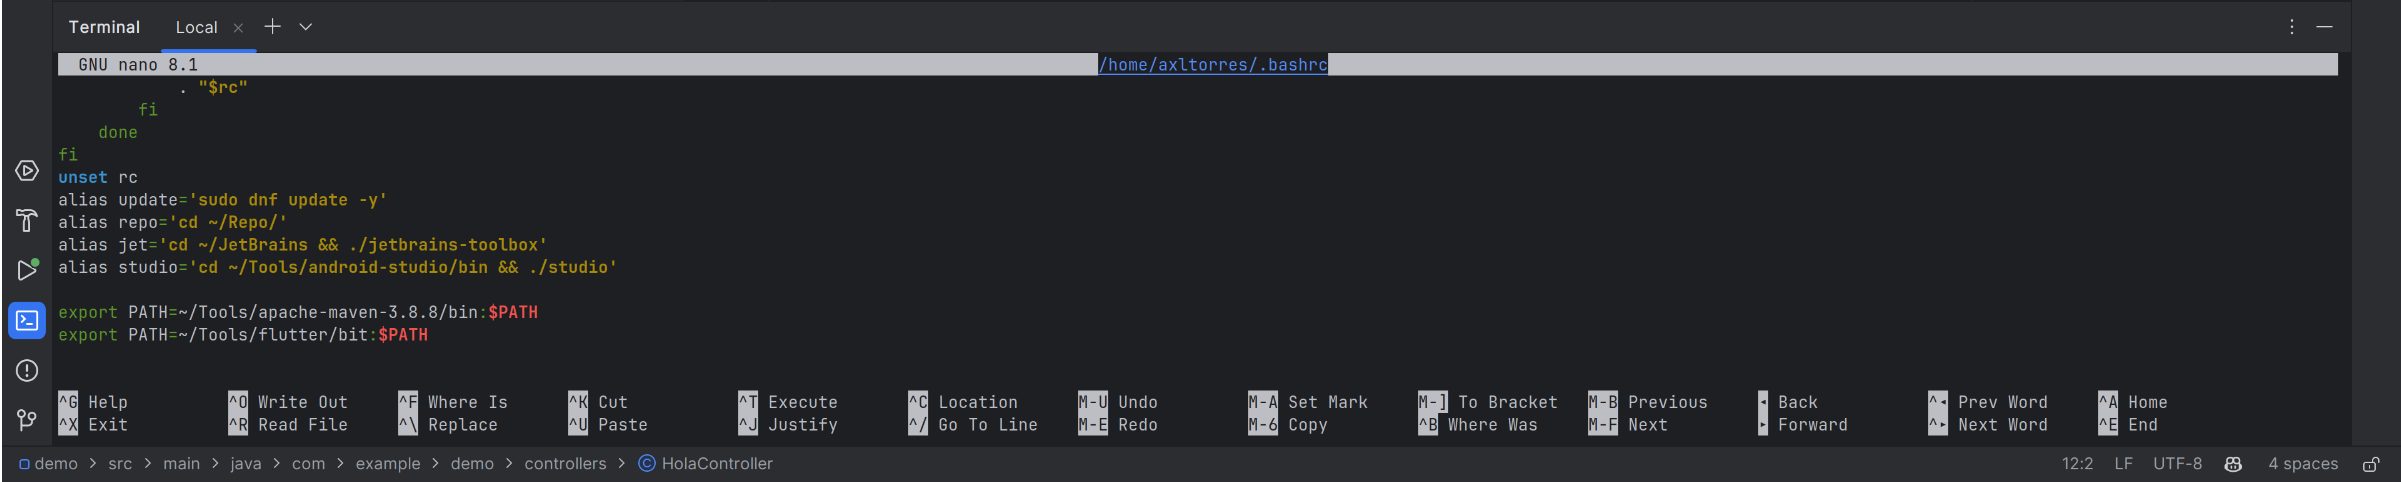 Terminal Local
GNU nano 8.1 /home/axltorres/.bashrc
. "$rc"
fi
done
fi
unset rc
alias update='sudo dnf update -y'
alias repo='cd ~/Repo/'
alias jet='cd ~/JetBrains && ./jetbrains-toolbox'
alias studio='cd ~/Tools/android-studio/bin && ./studio'
export PATH=~/Tools/apache-maven-3.8.8/bin:$PATH
export PATH=~/Tools/flutter/bit:$PATH
^G Help ^O Write Out ^F Where Is ^K Cut ^T Execute ^C Location M-U Undo M-A Set Mark M-] To Bracket M-B Previous ◂ Back ^◂ Prev Word ^A Home
^X Exit ^R Read File ^\ Replace ^U Paste ^J Justify ^/ Go To Line M-E Redo M-6 Copy ^B Where Was M-F Next ▸ Forward ^▸ Next Word ^E End
demo > src > main > java > com > example > demo > controllers > HolaController 12:2 LF UTF-8 4 spaces